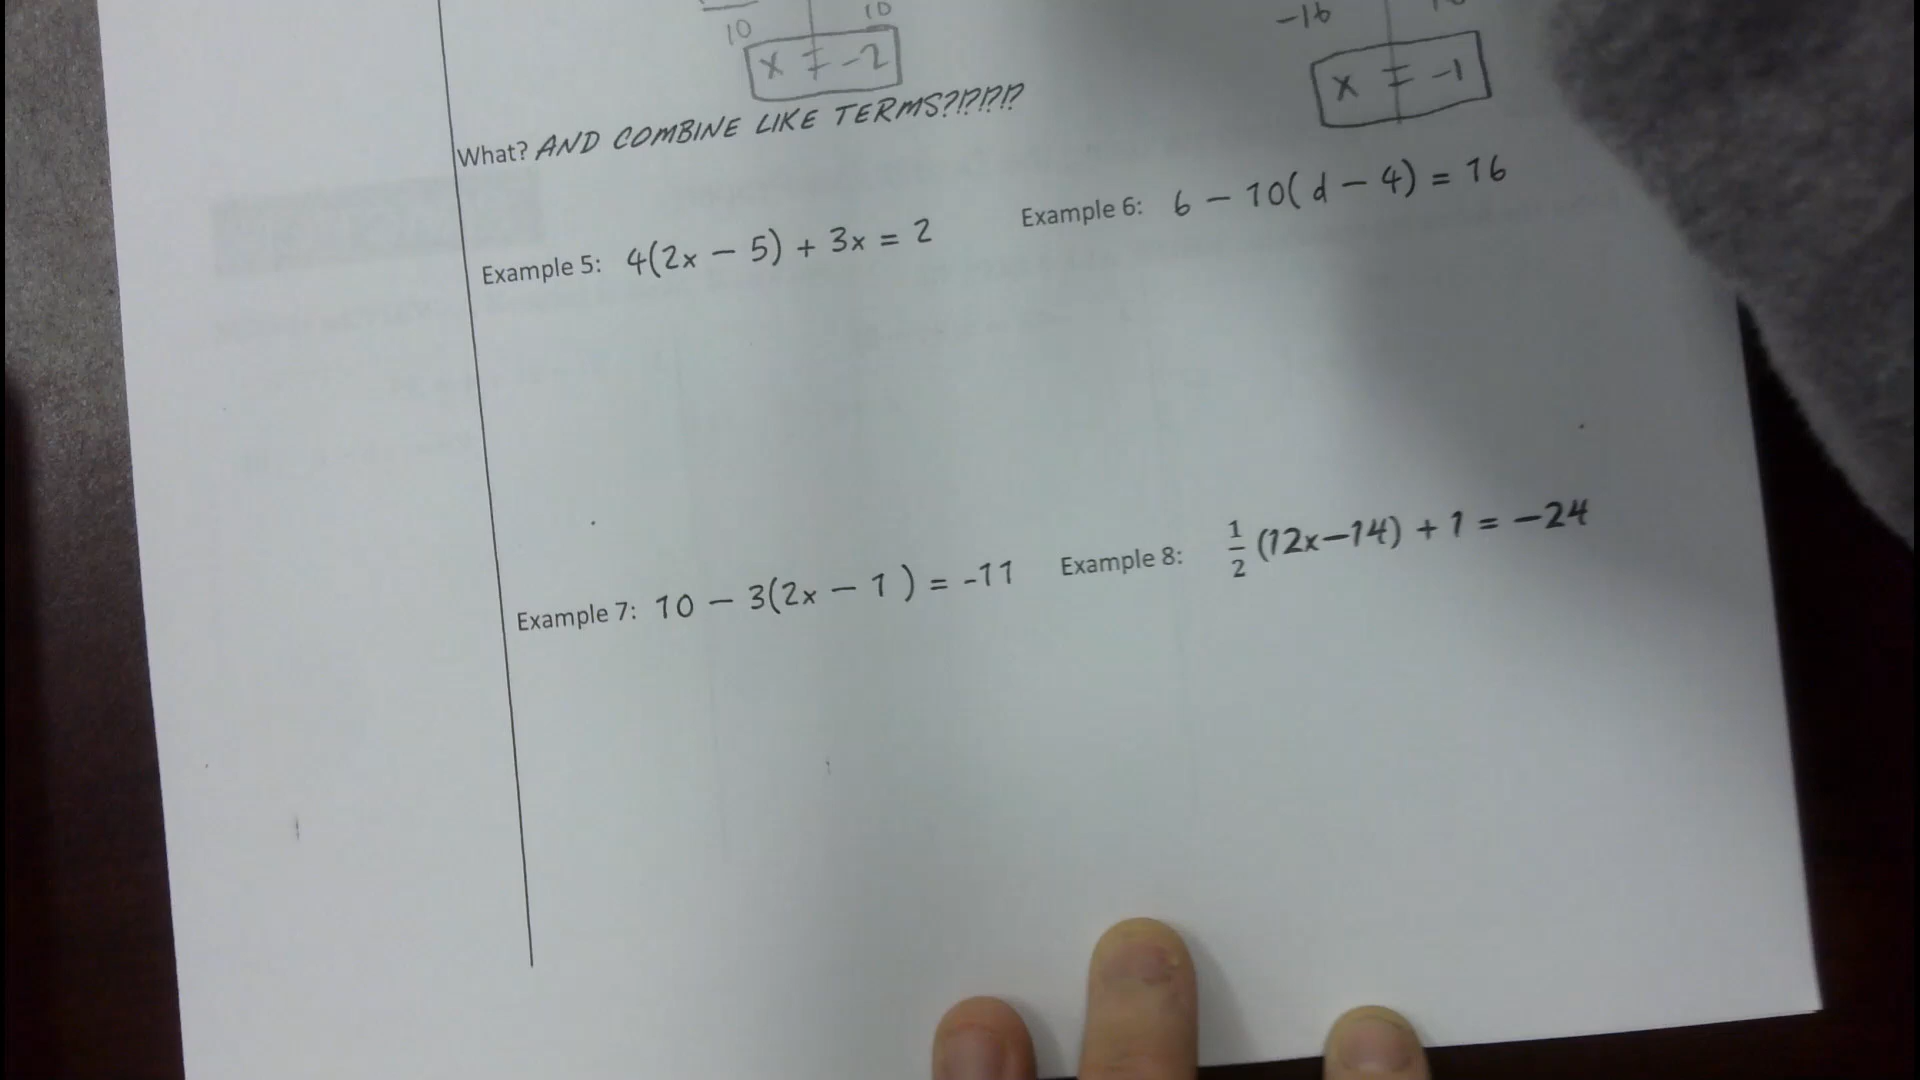 10 10 -16
x = -2
x = -1
What? AND COMBINE LIKE TERMS?!?!?!?
Example 5: 4(2x - 5) + 3x = 2
Example 6: 6 - 10(d - 4) = 16
Example 7: 10 - 3(2x - 1) = -11
Example 8: 1/2 (12x-14) + 1 = -24